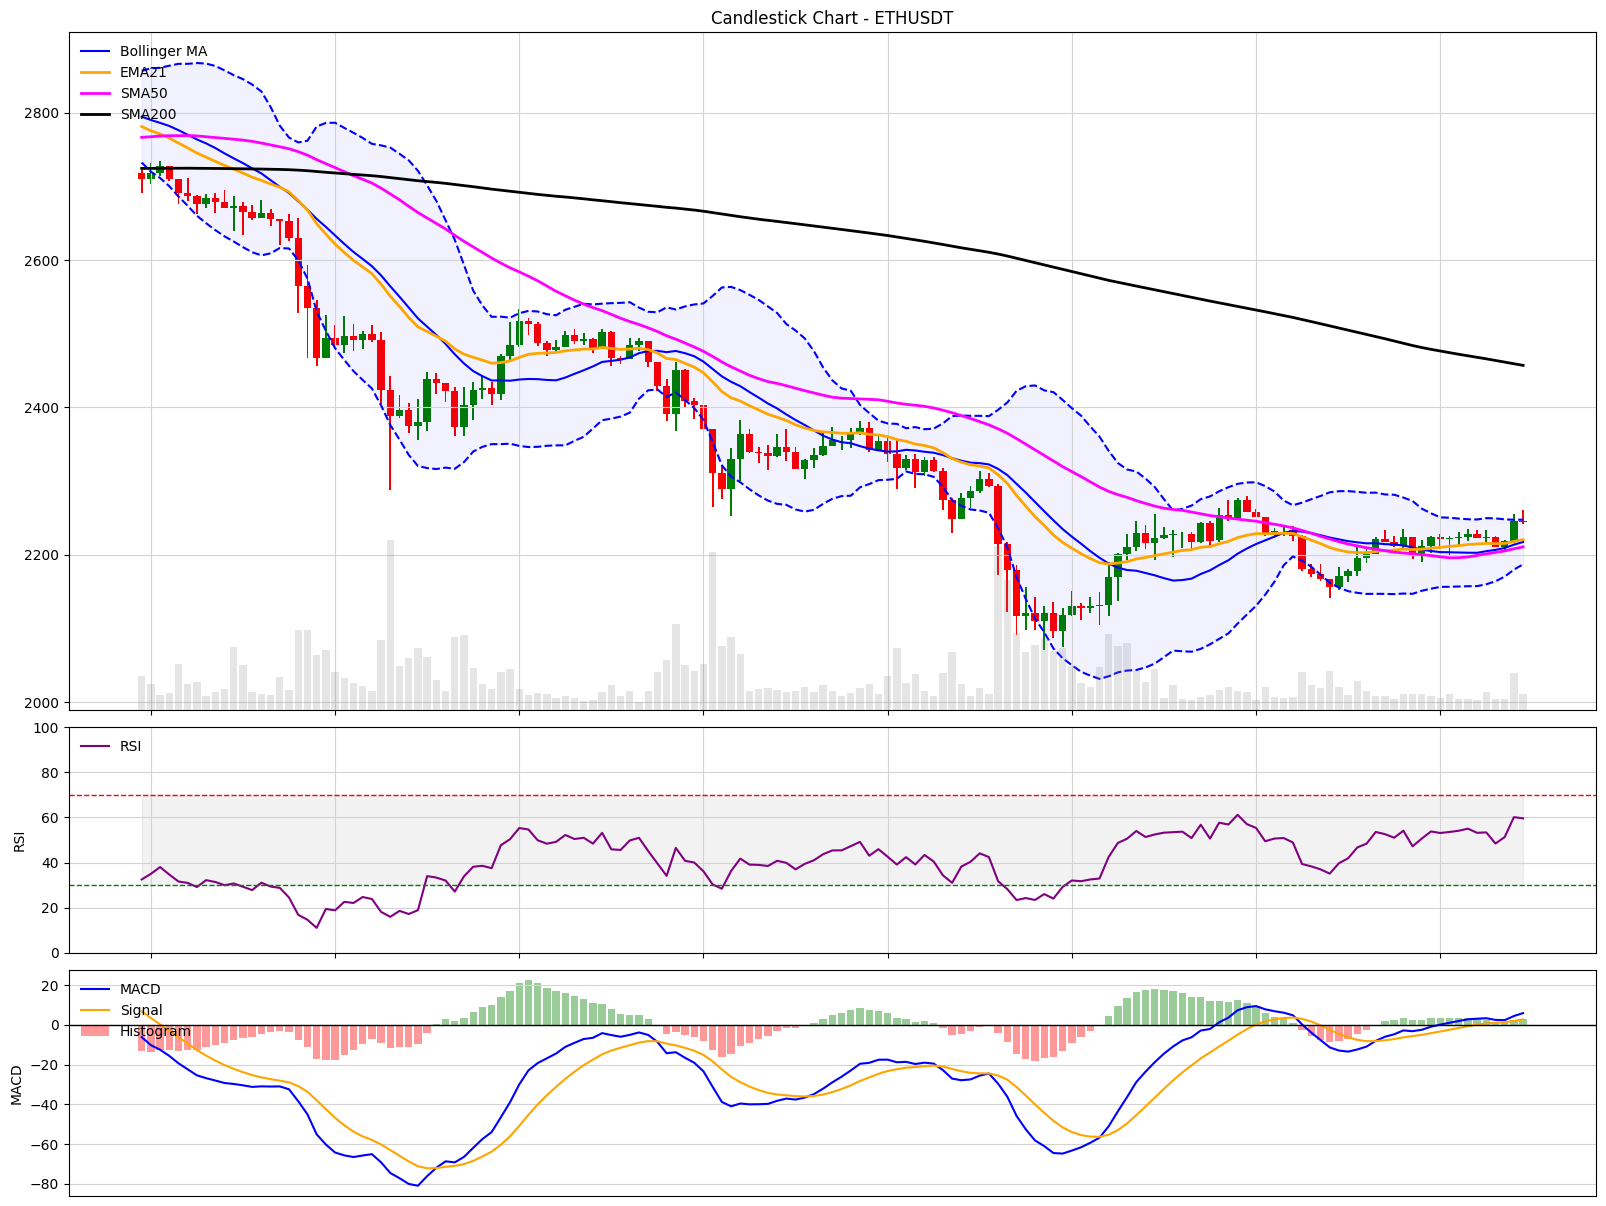 Candlestick Chart - ETHUSDT
Bollinger MA
EMA21
SMA50
SMA200
2800
2600
2400
2200
2000
RSI
100
80
60
40
20
0
RSI
MACD
Signal
Histogram
20
0
−20
−40
−60
−80
MACD